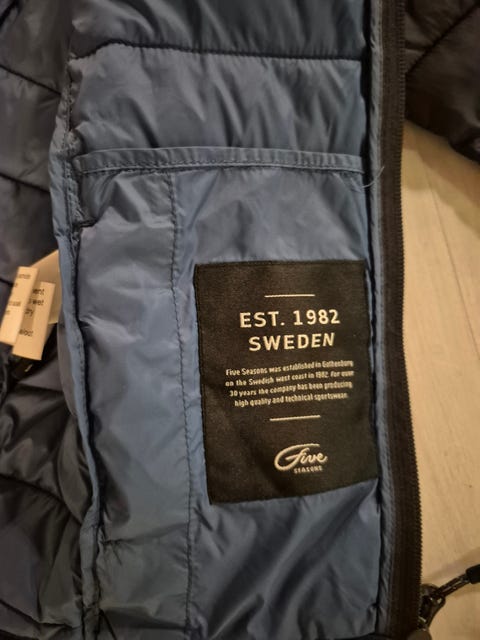 EST. 1982
SWEDEN
Five Seasons was established in Gothenburg
on the Swedish west coast in 1982. For over
30 years the company has been producing
high quality and technical sportswear.
Five
SEASONS
wet